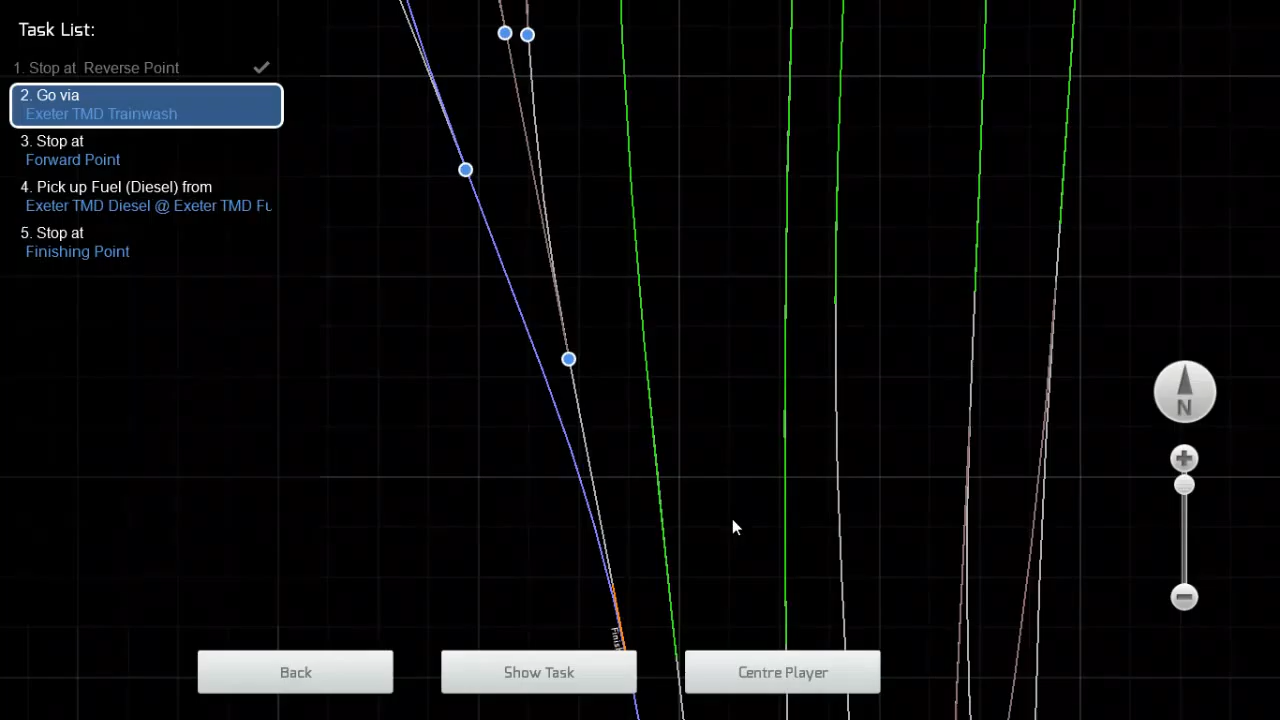 Task List:
1. Stop at Reverse Point
2. Go via
Exeter TMD Trainwash
3. Stop at
Forward Point
4. Pick up Fuel (Diesel) from
Exeter TMD Diesel @ Exeter TMD Fu
5. Stop at
Finishing Point
N
Finish
Back
Show Task
Centre Player